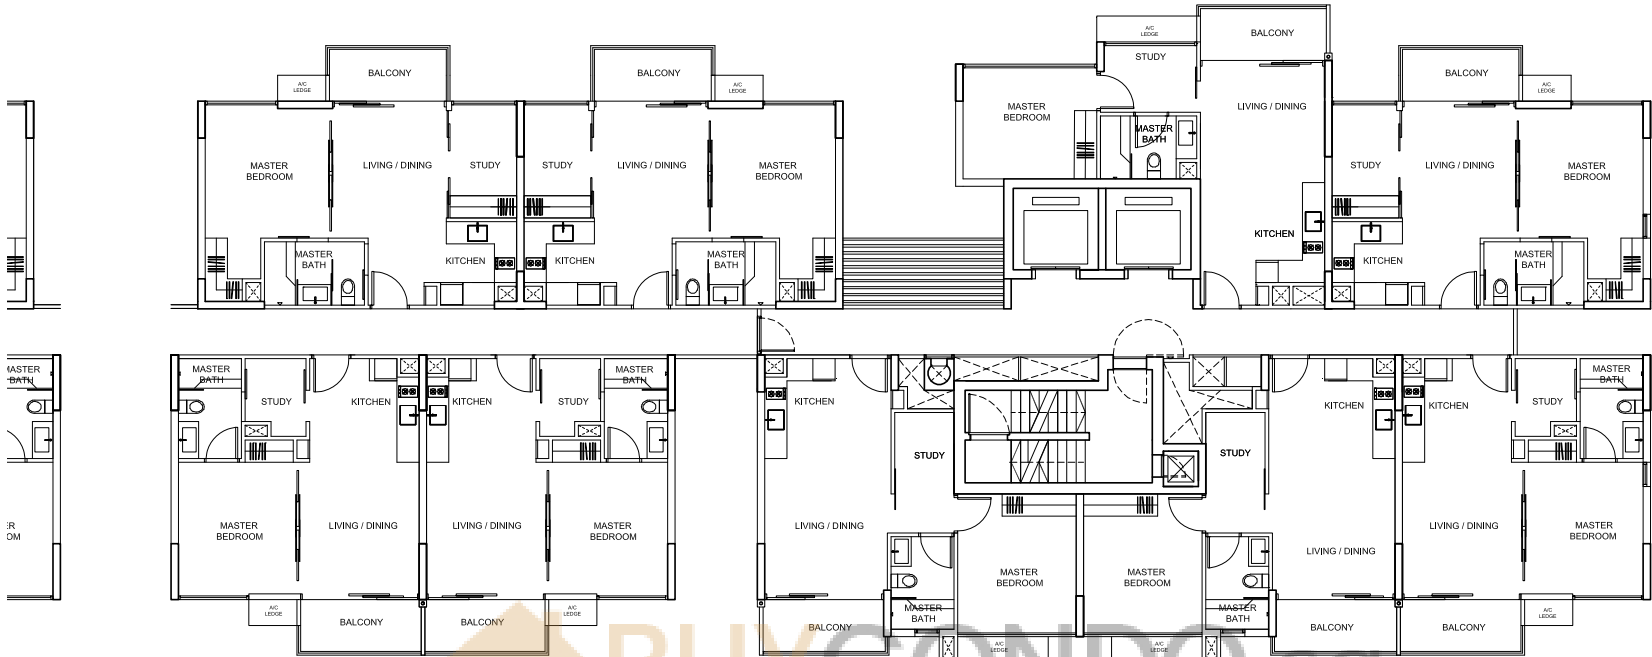 A/C
LEDGE
BALCONY
STUDY
BALCONY
BALCONY
BALCONY
A/C
LEDGE
A/C
LEDGE
A/C
LEDGE
MASTER
BEDROOM
LIVING / DINING
BALCONY
MASTER
BATH
MASTER
BEDROOM
LIVING / DINING
STUDY
STUDY
LIVING / DINING
MASTER
BEDROOM
STUDY
LIVING / DINING
MASTER
BEDROOM
KITCHEN
MASTER
BATH
KITCHEN
KITCHEN
MASTER
BATH
KITCHEN
MASTER
BATH
MASTER
BATH
MASTER
BATH
STUDY
KITCHEN
KITCHEN
STUDY
MASTER
BATH
KITCHEN
KITCHEN
KITCHEN
STUDY
MASTER
BATH
STUDY
STUDY
MASTER
BEDROOM
LIVING / DINING
LIVING / DINING
MASTER
BEDROOM
LIVING / DINING
LIVING / DINING
LIVING / DINING
MASTER
BEDROOM
MASTER
BEDROOM
MASTER
BEDROOM
A/C
LEDGE
BALCONY
BALCONY
A/C
LEDGE
BALCONY
MASTER
BATH
MASTER
BATH
BALCONY
BALCONY
A/C
LEDGE
A/C
LEDGE
A/C
LEDGE
BUYCONDO